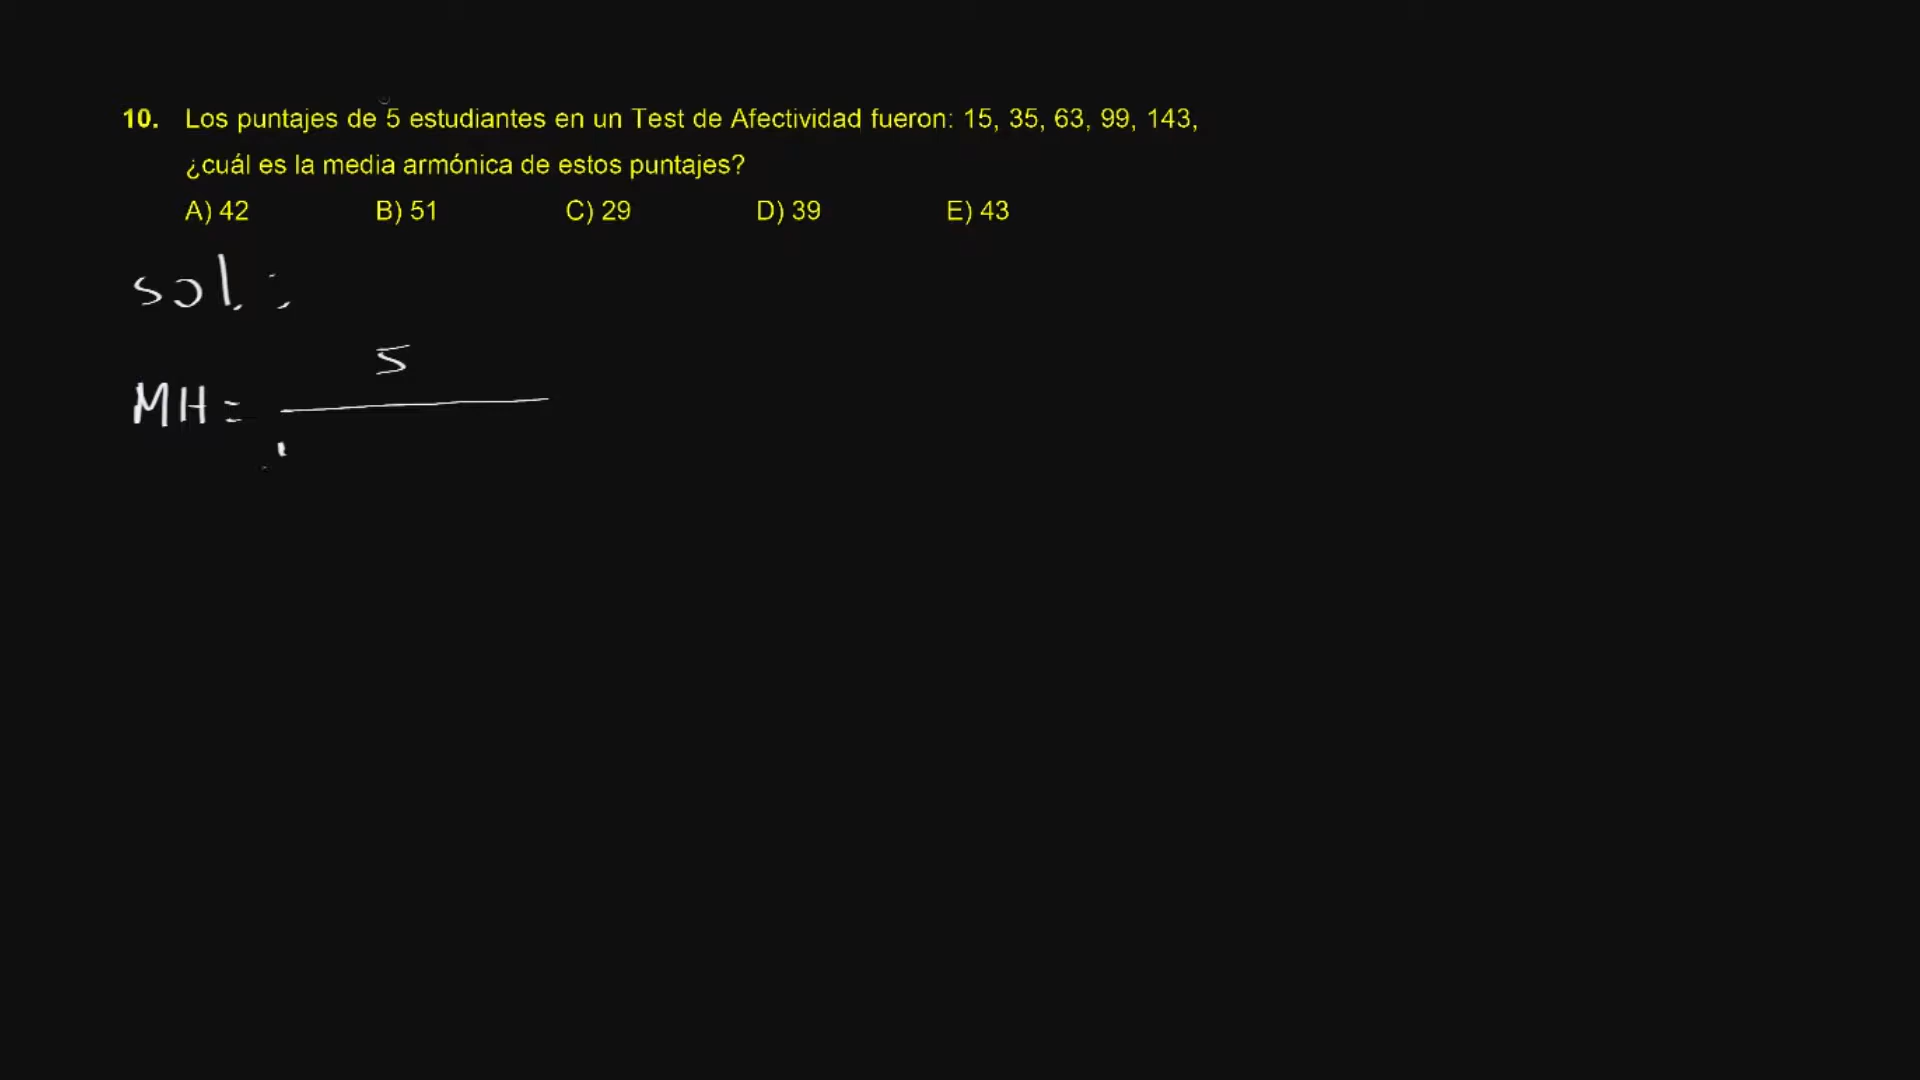 10. Los puntajes de 5 estudiantes en un Test de Afectividad fueron: 15, 35, 63, 99, 143,
¿cuál es la media armónica de estos puntajes?
A) 42 B) 51 C) 29 D) 39 E) 43
sol :
5
MH =